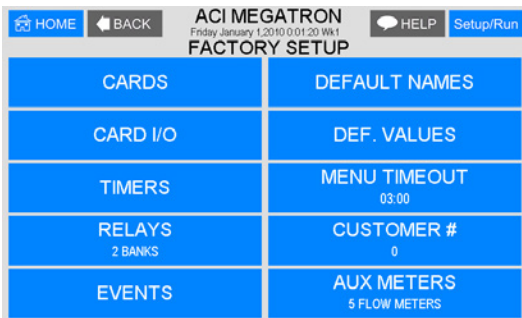 HOME
BACK
ACI MEGATRON
Friday January 1,2010 0:01:20 Wk1
FACTORY SETUP
HELP
Setup/Run
CARDS
DEFAULT NAMES
CARD I/O
DEF. VALUES
TIMERS
MENU TIMEOUT
03:00
RELAYS
2 BANKS
CUSTOMER #
0
EVENTS
AUX METERS
5 FLOW METERS